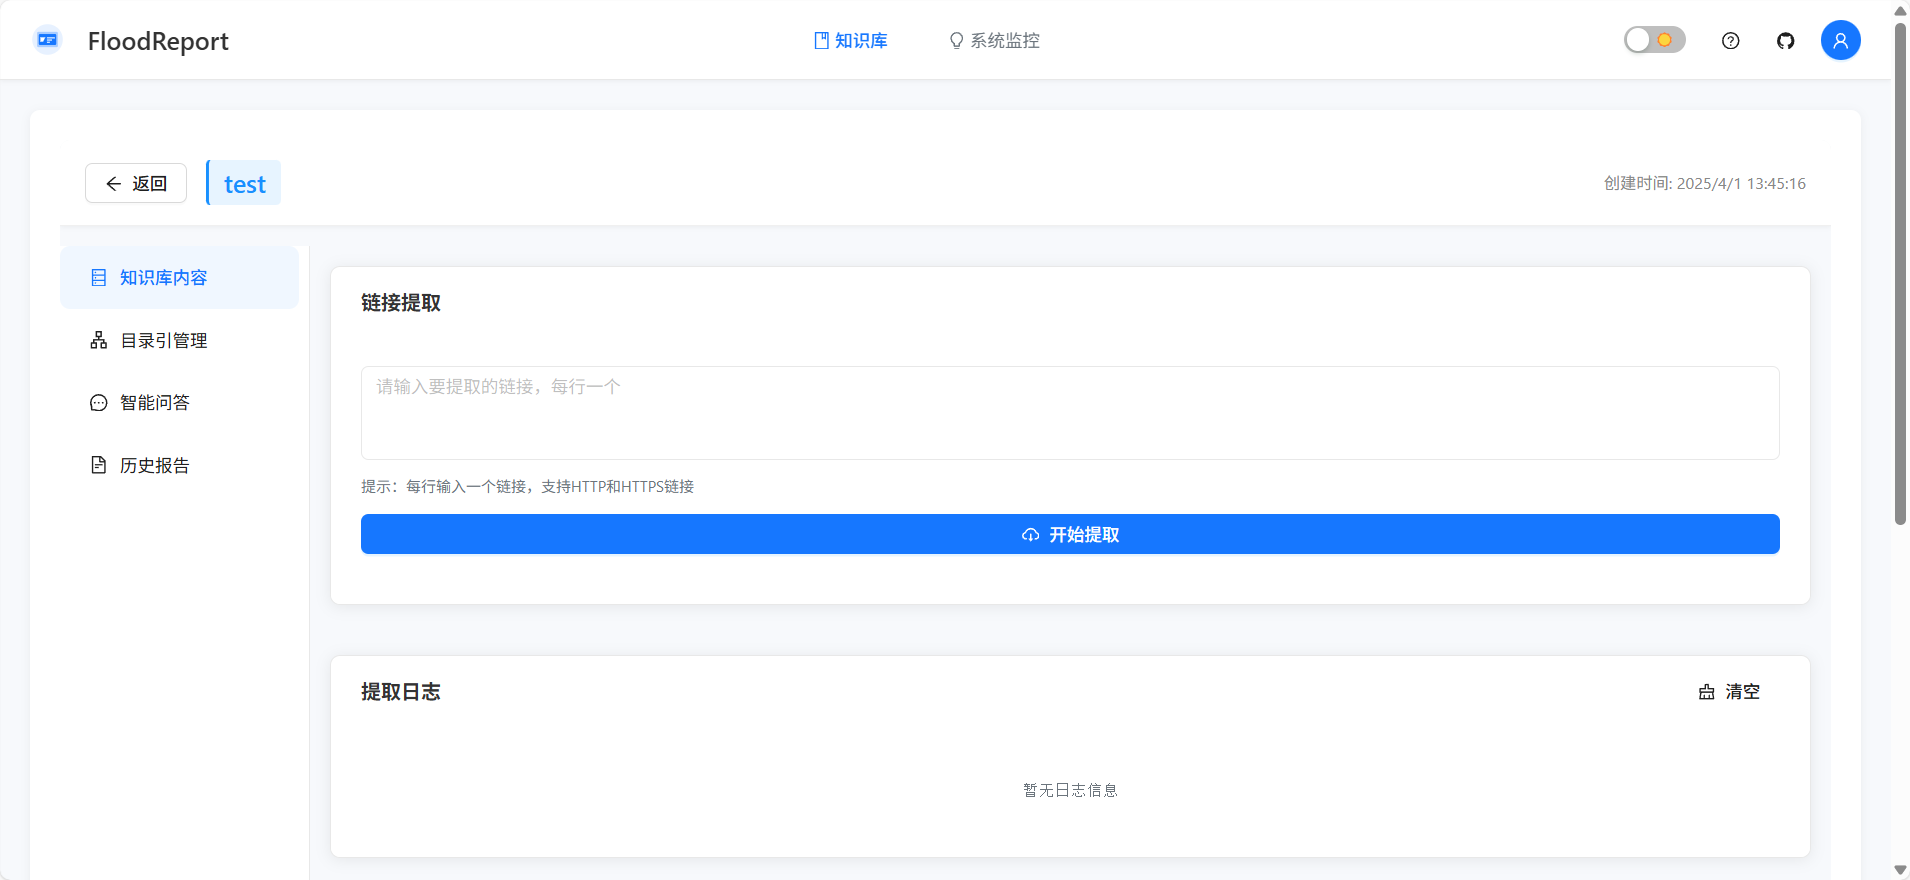 FloodReport
知识库
系统监控
返回
test
创建时间: 2025/4/1 13:45:16
知识库内容
目录引管理
智能问答
历史报告
链接提取
请输入要提取的链接，每行一个
提示：每行输入一个链接，支持HTTP和HTTPS链接
开始提取
提取日志
清空
暂无日志信息